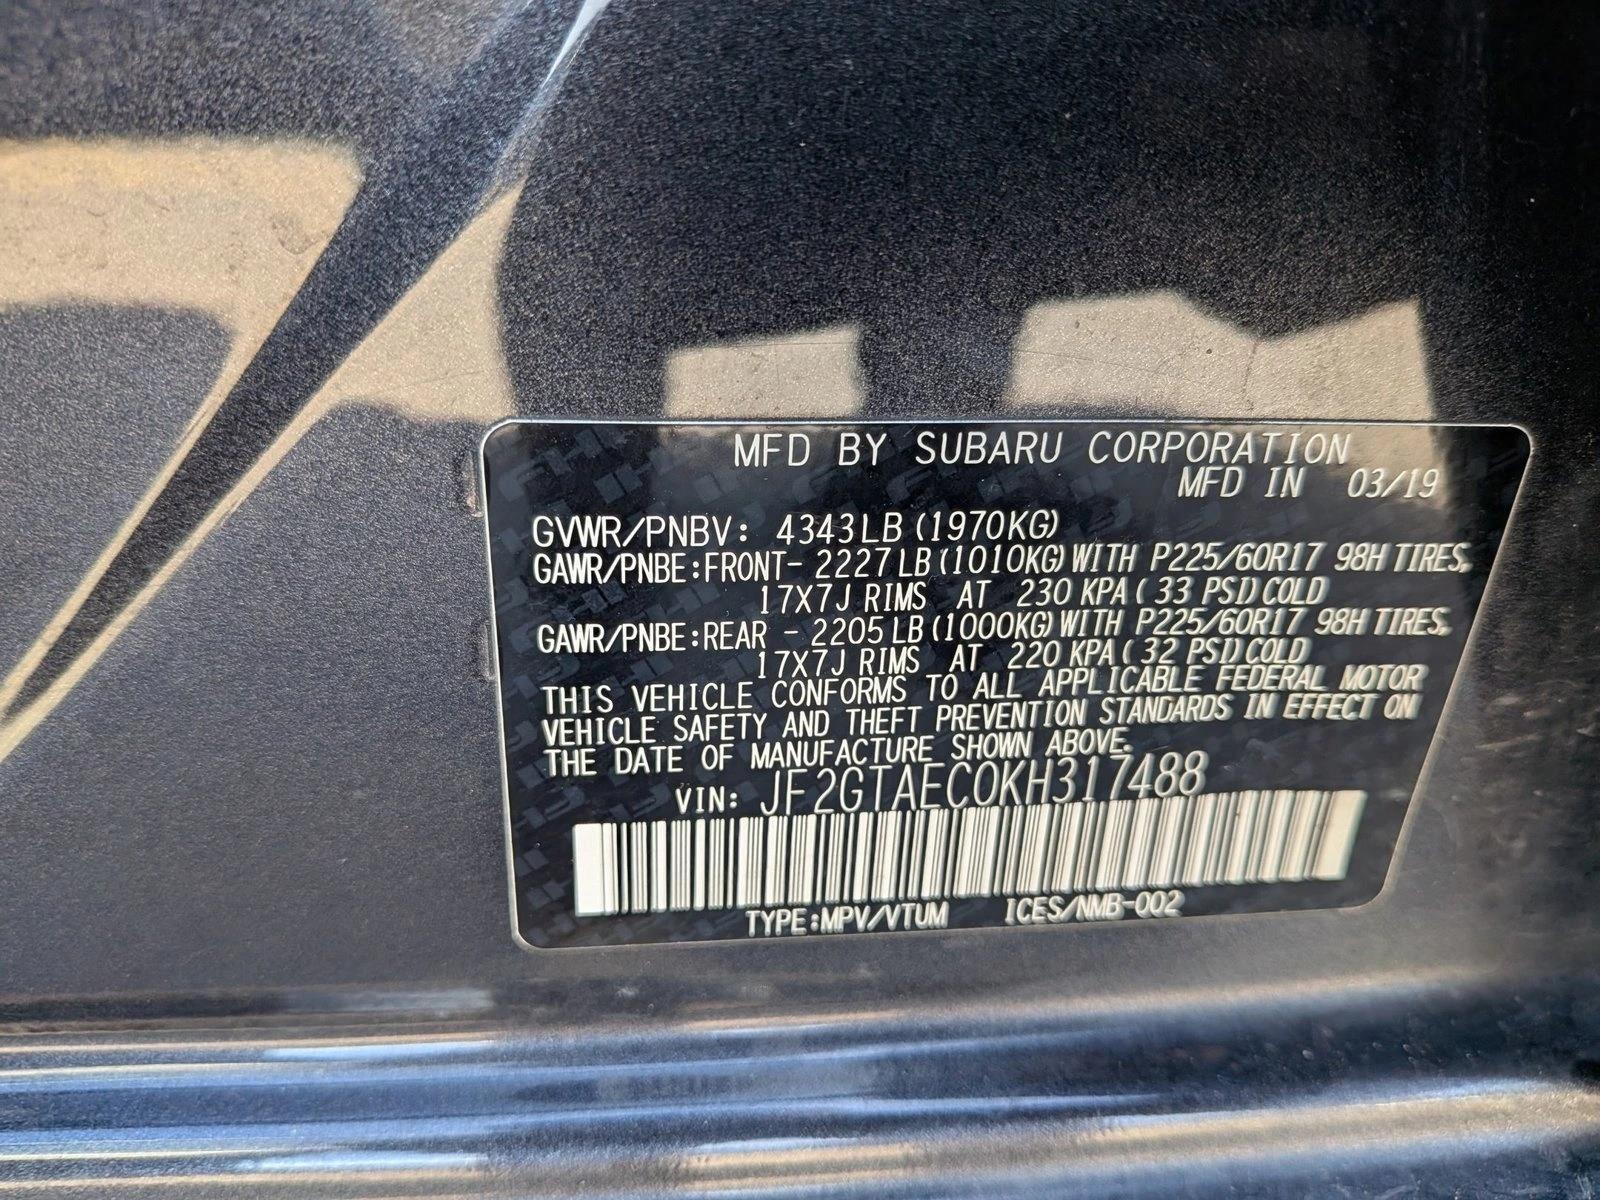 MFD BY SUBARU CORPORATION
MFD IN 03/19
GVWR/PNBV: 4343LB (1970KG)
GAWR/PNBE:FRONT- 2227LB (1010KG) WITH P225/60R17 98H TIRES,
17X7J RIMS AT 230 KPA (33 PSI) COLD
GAWR/PNBE:REAR - 2205LB (1000KG) WITH P225/60R17 98H TIRES,
17X7J RIMS AT 220 KPA (32 PSI) COLD
THIS VEHICLE CONFORMS TO ALL APPLICABLE FEDERAL MOTOR
VEHICLE SAFETY AND THEFT PREVENTION STANDARDS IN EFFECT ON
THE DATE OF MANUFACTURE SHOWN ABOVE.
VIN: JF2GTAEC0KH317488
TYPE:MPV/VTUM ICES/NMB-002